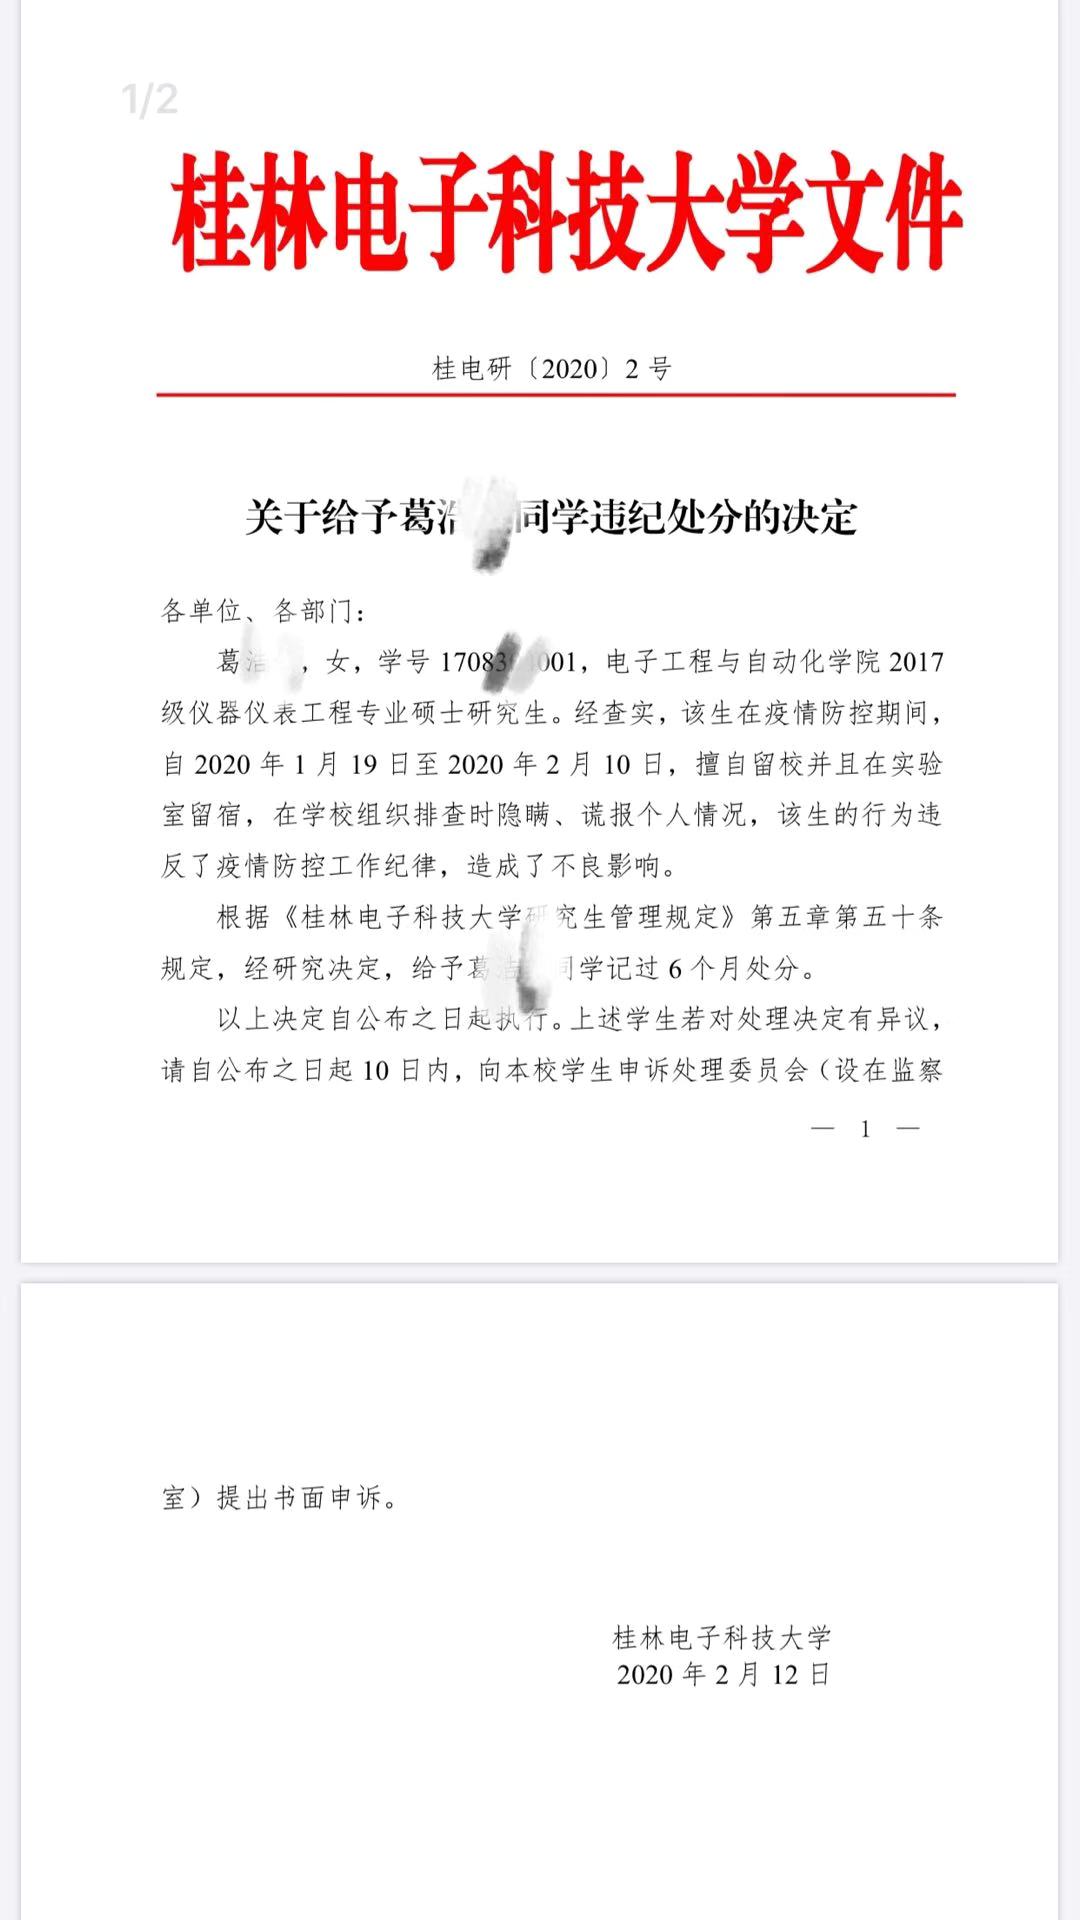 1/2
桂林电子科技大学文件
桂电研〔2020〕2 号
关于给予葛 同学违纪处分的决定
各单位、各部门：
葛 ，女，学号 1708 001，电子工程与自动化学院 2017
级仪器仪表工程专业硕士研究生。经查实，该生在疫情防控期间，
自 2020 年 1 月 19 日至 2020 年 2 月 10 日，擅自留校并且在实验
室留宿，在学校组织排查时隐瞒、谎报个人情况，该生的行为违
反了疫情防控工作纪律，造成了不良影响。
根据《桂林电子科技大学研究生管理规定》第五章第五十条
规定，经研究决定，给予葛 同学记过 6 个月处分。
以上决定自公布之日起执行。上述学生若对处理决定有异议，
请自公布之日起 10 日内，向本校学生申诉处理委员会（设在监察
— 1 —
室）提出书面申诉。
桂林电子科技大学
2020 年 2 月 12 日